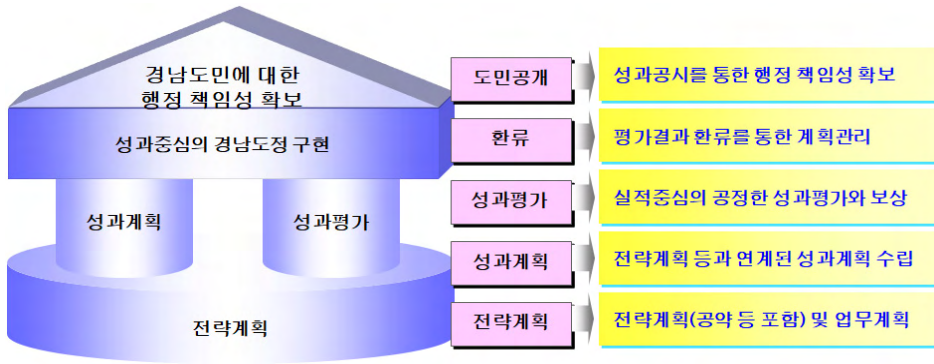 경남도민에 대한
행정 책임성 확보
성과중심의 경남도정 구현
성과계획
성과평가
전략계획
도민공개
성과공시를 통한 행정 책임성 확보
환류
평가결과 환류를 통한 계획관리
성과평가
실적중심의 공정한 성과평가와 보상
성과계획
전략계획 등과 연계된 성과계획 수립
전략계획
전략계획(공약 등 포함) 및 업무계획